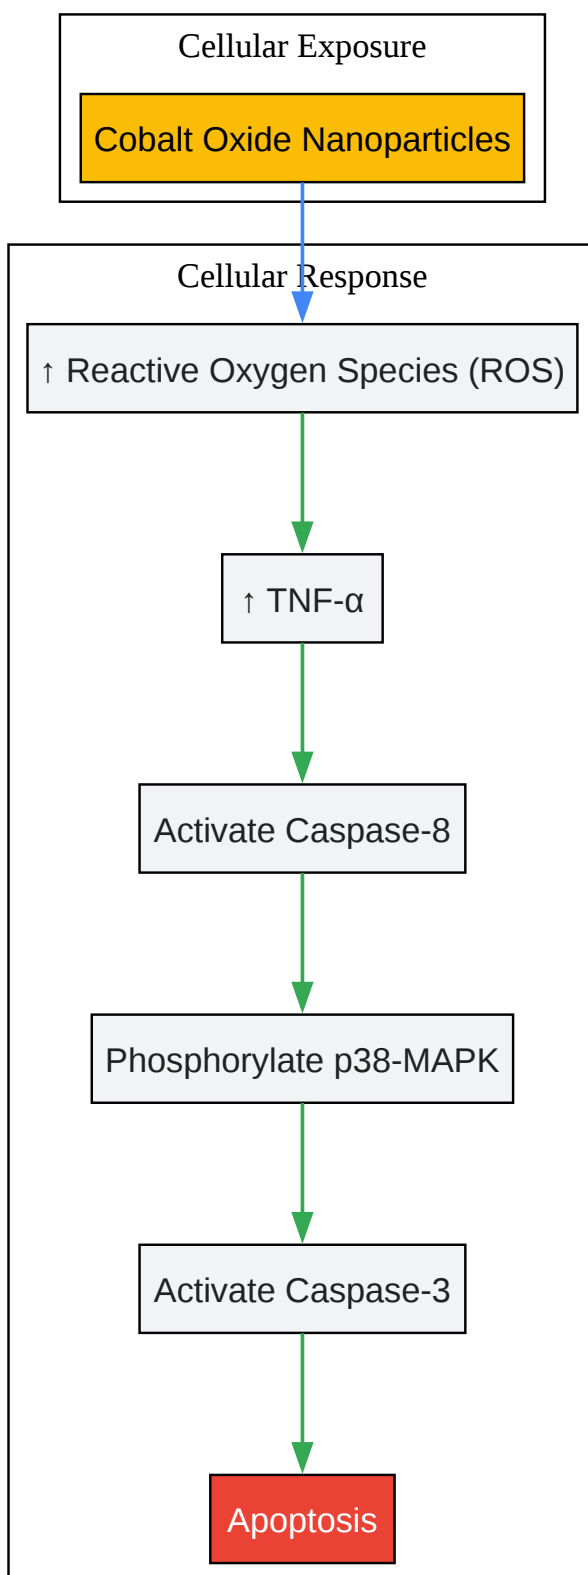 Cellular Exposure
Cobalt Oxide Nanoparticles
Cellular Response
↑ Reactive Oxygen Species (ROS)
↑ TNF-α
Activate Caspase-8
Phosphorylate p38-MAPK
Activate Caspase-3
Apoptosis